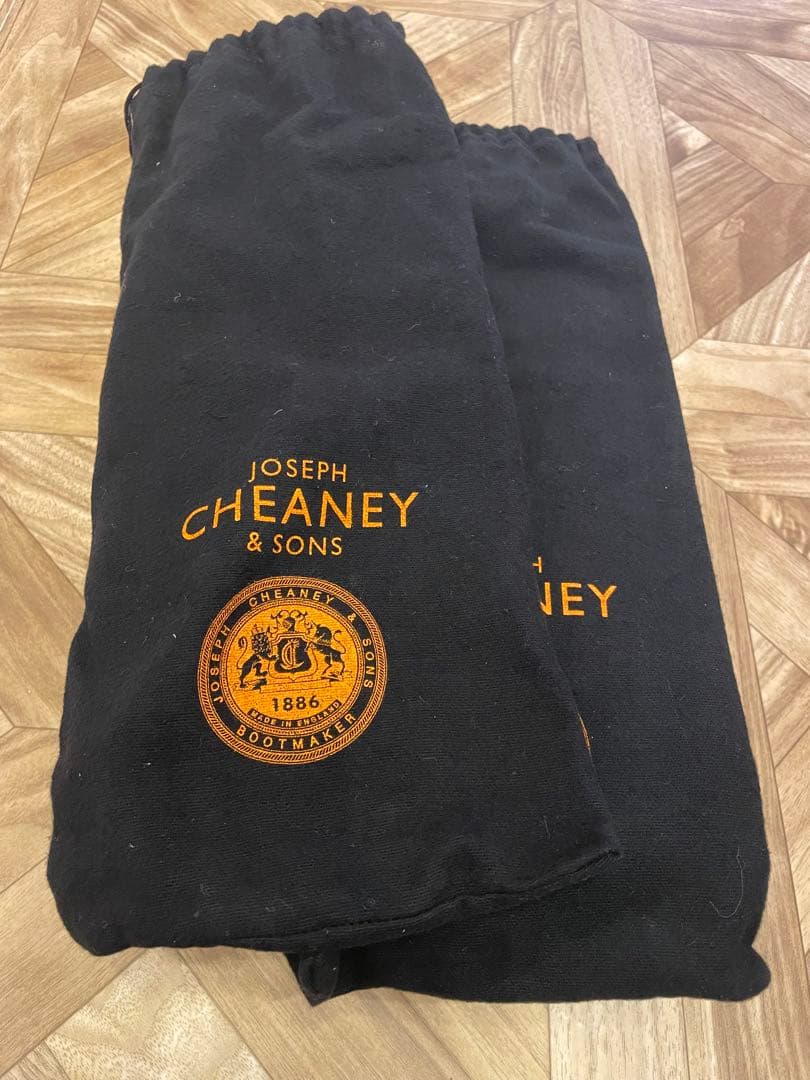 JOSEPH
CHEANEY
& SONS
JOSEPH CHEANEY & SONS
1886
MADE IN ENGLAND
BOOTMAKER
H
NEY